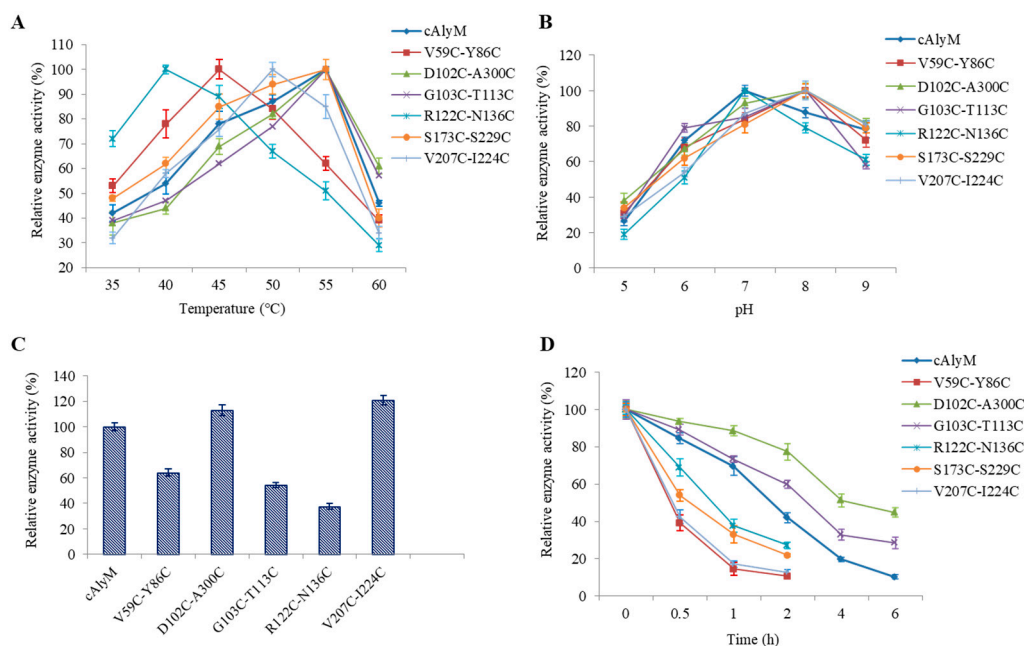 A
Relative enzyme activity (%)
110
100
90
80
70
60
50
40
30
20
35 40 45 50 55 60
Temperature (°C)
cAlyM
V59C-Y86C
D102C-A300C
G103C-T113C
R122C-N136C
S173C-S229C
V207C-I224C
B
Relative enzyme activity (%)
120
100
80
60
40
20
0
5 6 7 8 9
pH
cAlyM
V59C-Y86C
D102C-A300C
G103C-T113C
R122C-N136C
S173C-S229C
V207C-I224C
C
Relative enzyme activity (%)
140
120
100
80
60
40
20
0
cAlyM
V59C-Y86C
D102C-A300C
G103C-T113C
R122C-N136C
V207C-I224C
D
Relative enzyme activity (%)
120
100
80
60
40
20
0
0 0.5 1 2 4 6
Time (h)
cAlyM
V59C-Y86C
D102C-A300C
G103C-T113C
R122C-N136C
S173C-S229C
V207C-I224C